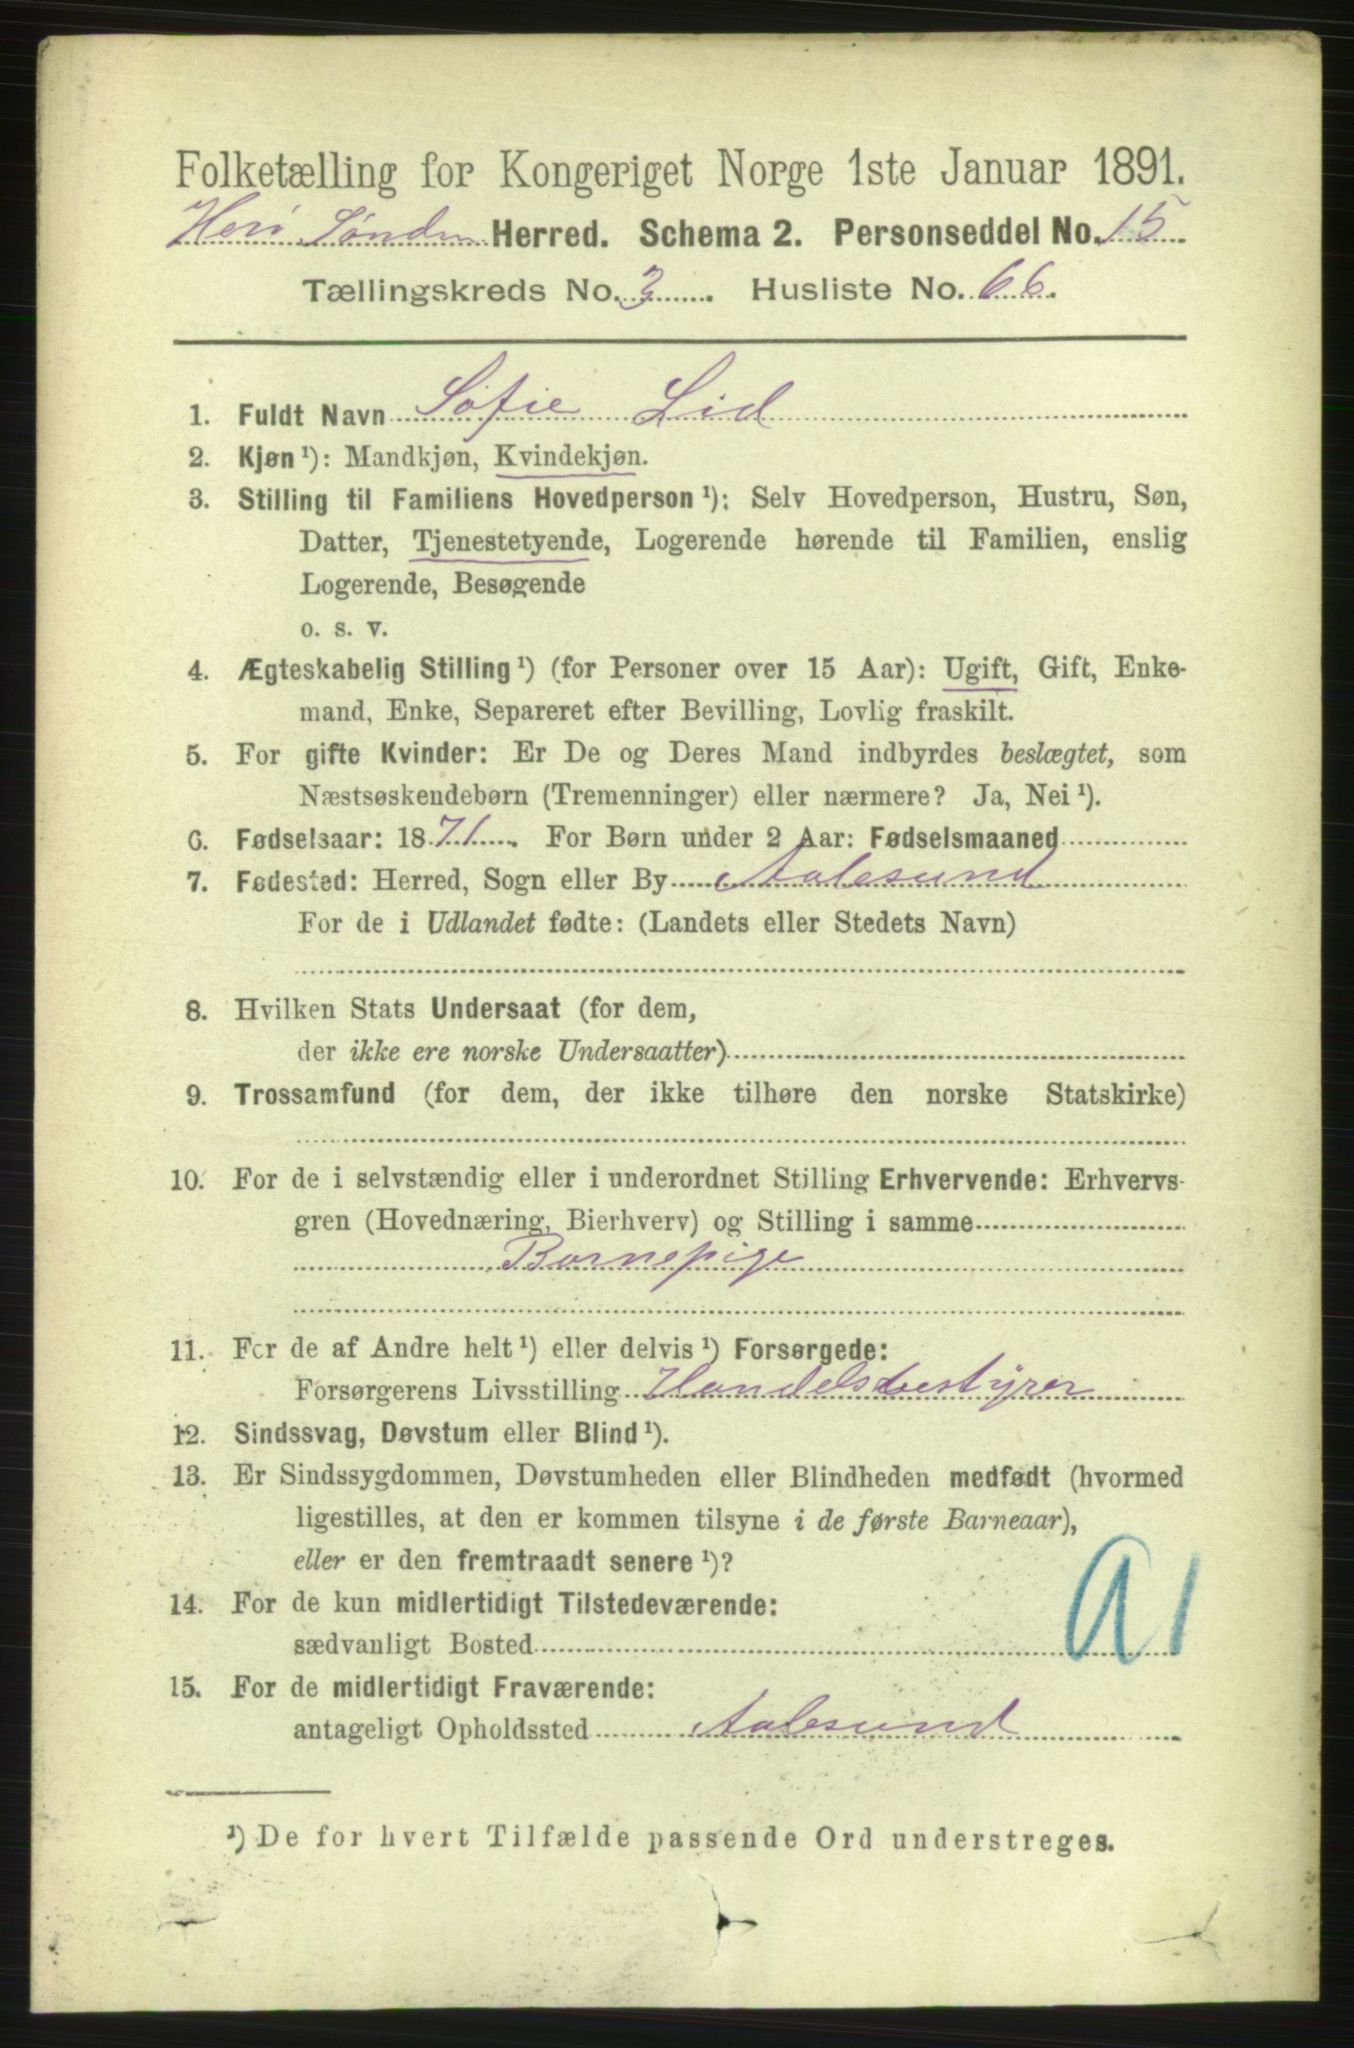 Folketælling for Kongeriget Norge 1ste Januar 1891.
Herö Søndm Herred. Schema 2. Personseddel No. 15
Tællingskreds No. 3. Husliste No. 66.
1. Fuldt Navn Sofie Lid
2. Kjøn ¹): Mandkjøn, Kvindekjøn.
3. Stilling til Familiens Hovedperson ¹): Selv Hovedperson, Hustru, Søn,
Datter, Tjenestetyende, Logerende hørende til Familien, enslig
Logerende, Besøgende
o. s. v.
4. Ægteskabelig Stilling ¹) (for Personer over 15 Aar): Ugift, Gift, Enke-
mand, Enke, Separeret efter Bevilling, Lovlig fraskilt.
5. For gifte Kvinder: Er De og Deres Mand indbyrdes beslægtet, som
Næstsøskendebørn (Tremenninger) eller nærmere? Ja, Nei ¹).
6. Fødselsaar: 1871. For Børn under 2 Aar: Fødselsmaaned
7. Fødested: Herred, Sogn eller By Aalesund
For de i Udlandet fødte: (Landets eller Stedets Navn)
8. Hvilken Stats Undersaat (for dem,
der ikke ere norske Undersaatter)
9. Trossamfund (for dem, der ikke tilhøre den norske Statskirke)
10. For de i selvstændig eller i underordnet Stilling Erhvervende: Erhvervs-
gren (Hovednæring, Bierhverv) og Stilling i samme
Barnepige
11. For de af Andre helt ¹) eller delvis ¹) Forsørgede:
Forsørgerens Livsstilling Handelsbestyrer
12. Sindssvag, Døvstum eller Blind ¹).
13. Er Sindssygdommen, Døvstumheden eller Blindheden medfødt (hvormed
ligestilles, at den er kommen tilsyne i de første Barneaar),
eller er den fremtraadt senere ¹)?
14. For de kun midlertidigt Tilstedeværende:
sædvanligt Bosted
a 1
15. For de midlertidigt Fraværende:
antageligt Opholdssted Aalesund
¹) De for hvert Tilfælde passende Ord understreges.